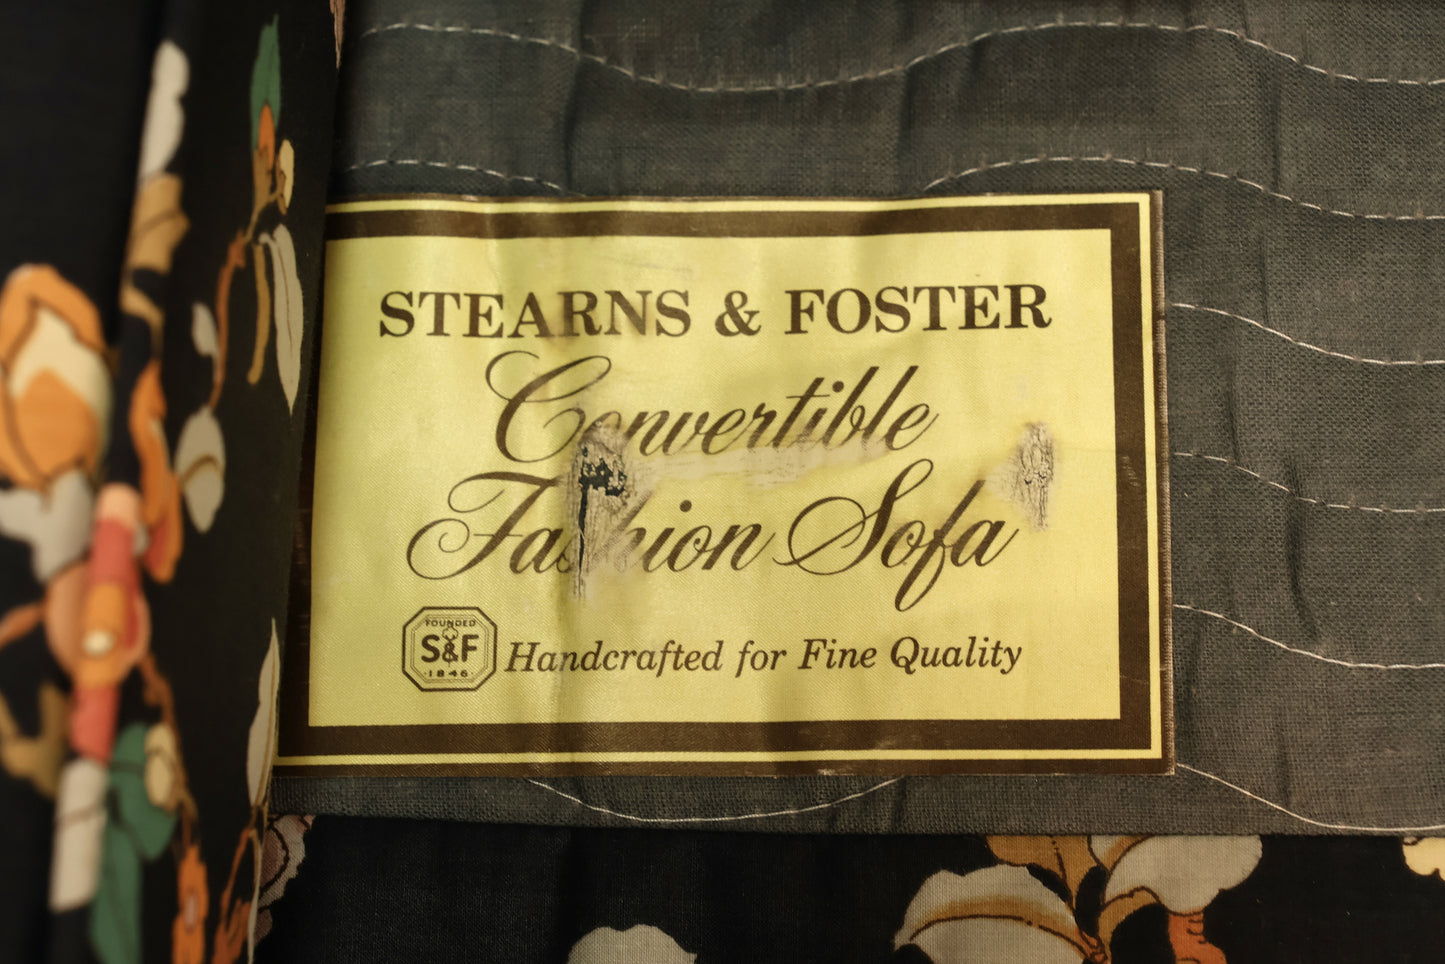 STEARNS & FOSTER
Convertible
Fashion Sofa
FOUNDED
S&F
·1846·
Handcrafted for Fine Quality